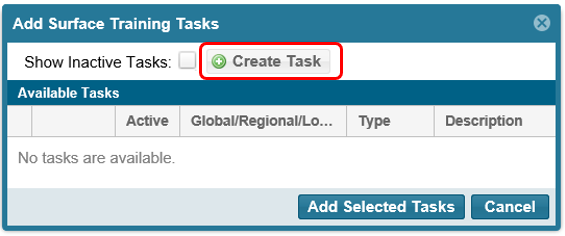 Add Surface Training Tasks
Show Inactive Tasks: Create Task
Available Tasks
Active Global/Regional/Lo... Type Description
No tasks are available.
Add Selected Tasks Cancel